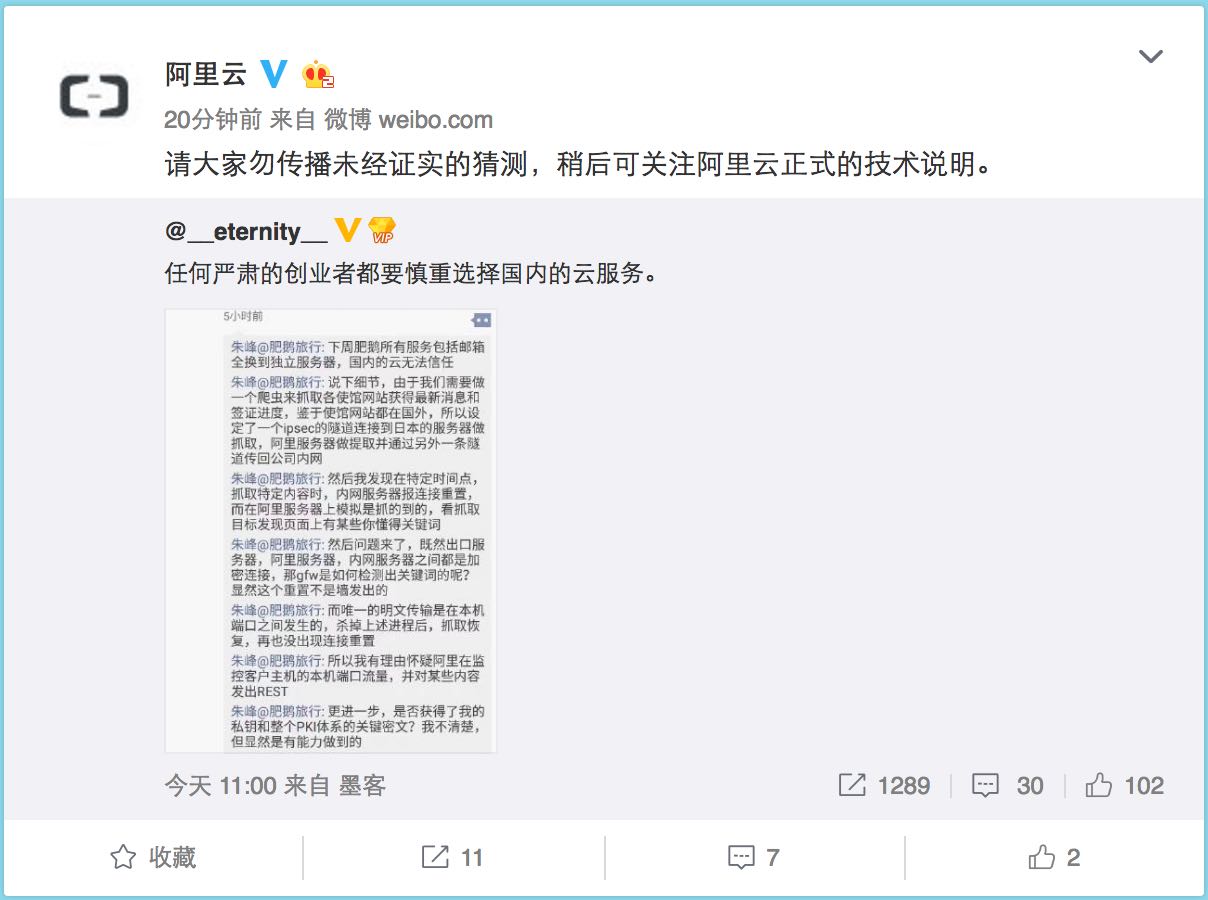 阿里云
20分钟前 来自 微博 weibo.com
请大家勿传播未经证实的猜测，稍后可关注阿里云正式的技术说明。
@__eternity__ VIP
任何严肃的创业者都要慎重选择国内的云服务。
5小时前
朱峰@肥鹅旅行: 下周肥鹅所有服务包括邮箱
全换到独立服务器，国内的云无法信任
朱峰@肥鹅旅行: 说下细节，由于我们需要做
一个爬虫来抓取各使馆网站获得最新消息和
签证进度，鉴于使馆网站都在国外，所以设
定了一个ipsec的隧道连接到日本的服务器做
抓取，阿里服务器做提取并通过另外一条隧
道传回公司内网
朱峰@肥鹅旅行: 然后我发现在特定时间点，
抓取特定内容时，内网服务器报连接重置，
而在阿里服务器上模拟是抓的到的，看抓取
目标发现页面上有某些你懂得关键词
朱峰@肥鹅旅行: 然后问题来了，既然出口服
务器，阿里服务器，内网服务器之间都是加
密连接，那gfw是如何检测出关键词的呢？
显然这个重置不是墙发出的
朱峰@肥鹅旅行: 而唯一的明文传输是在本机
端口之间发生的，杀掉上述进程后，抓取恢
复，再也没出现连接重置
朱峰@肥鹅旅行: 所以我有理由怀疑阿里在监
控客户主机的本机端口流量，并对某些内容
发出REST
朱峰@肥鹅旅行: 更进一步，是否获得了我的
私钥和整个PKI体系的关键密文？我不清楚，
但显然是有能力做到的
今天 11:00 来自 墨客 1289 30 102
收藏 11 7 2